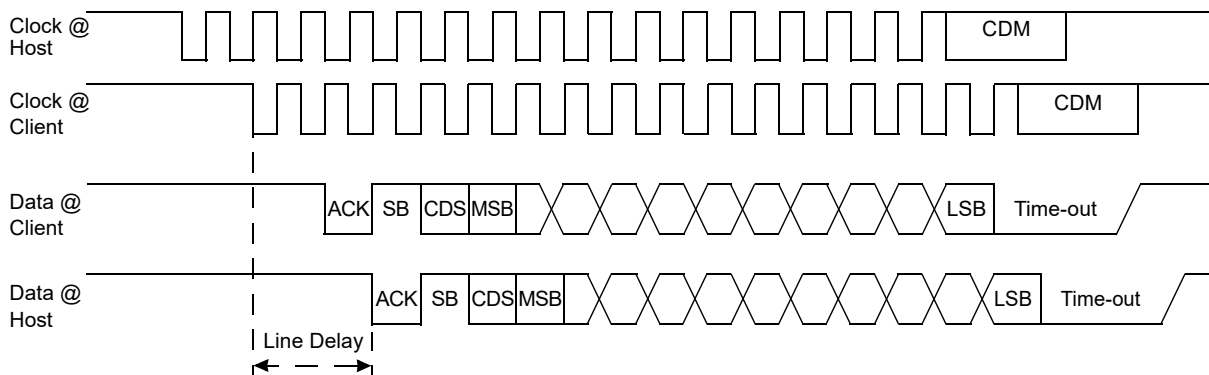 Clock @
Host
CDM
Clock @
Client
CDM
Data @
Client
ACK SB CDS MSB LSB Time-out
Data @
Host
ACK SB CDS MSB LSB Time-out
Line Delay